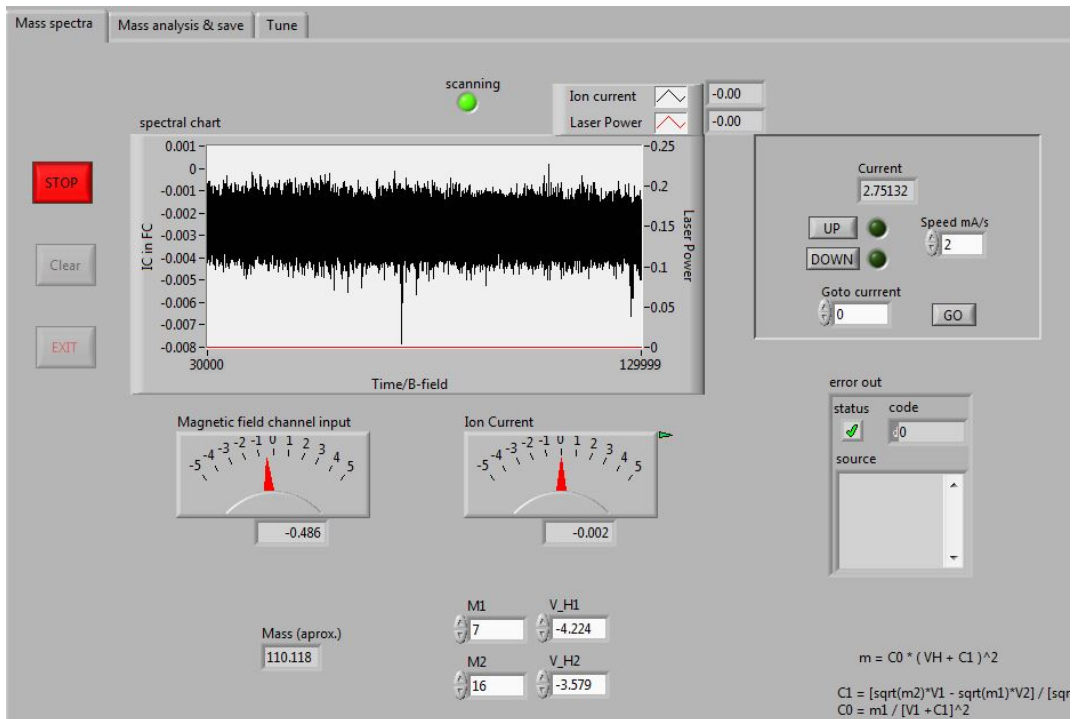 Mass spectra Mass analysis & save Tune
scanning
Ion current -0.00
Laser Power -0.00
spectral chart
0.001
0
-0.001
-0.002
-0.003
-0.004
-0.005
-0.006
-0.007
-0.008
IC in FC
0.25
0.2
0.15
0.1
0.05
0
Laser Power
30000 129999
Time/B-field
STOP
Clear
EXIT
Current
2.75132
UP
DOWN
Speed mA/s
2
Goto currrent
0
GO
error out
status code
0
source
Magnetic field channel input
-5 -4 -3 -2 -1 0 1 2 3 4 5
-0.486
Ion Current
-5 -4 -3 -2 -1 0 1 2 3 4 5
-0.002
Mass (aprox.)
110.118
M1 V_H1
7 -4.224
M2 V_H2
16 -3.579
m = C0 * ( VH + C1 )^2
C1 = [sqrt(m2)*V1 - sqrt(m1)*V2] / [sqr
C0 = m1 / [V1 +C1]^2